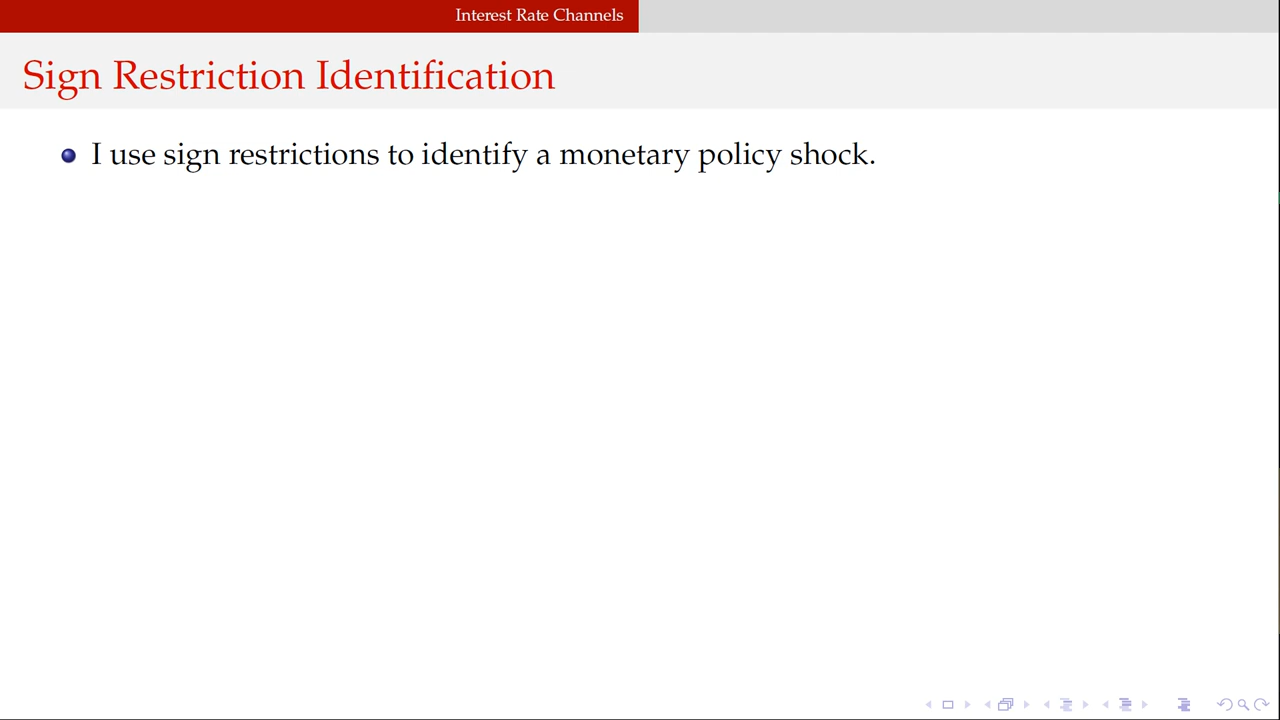 Interest Rate Channels
Sign Restriction Identification
I use sign restrictions to identify a monetary policy shock.